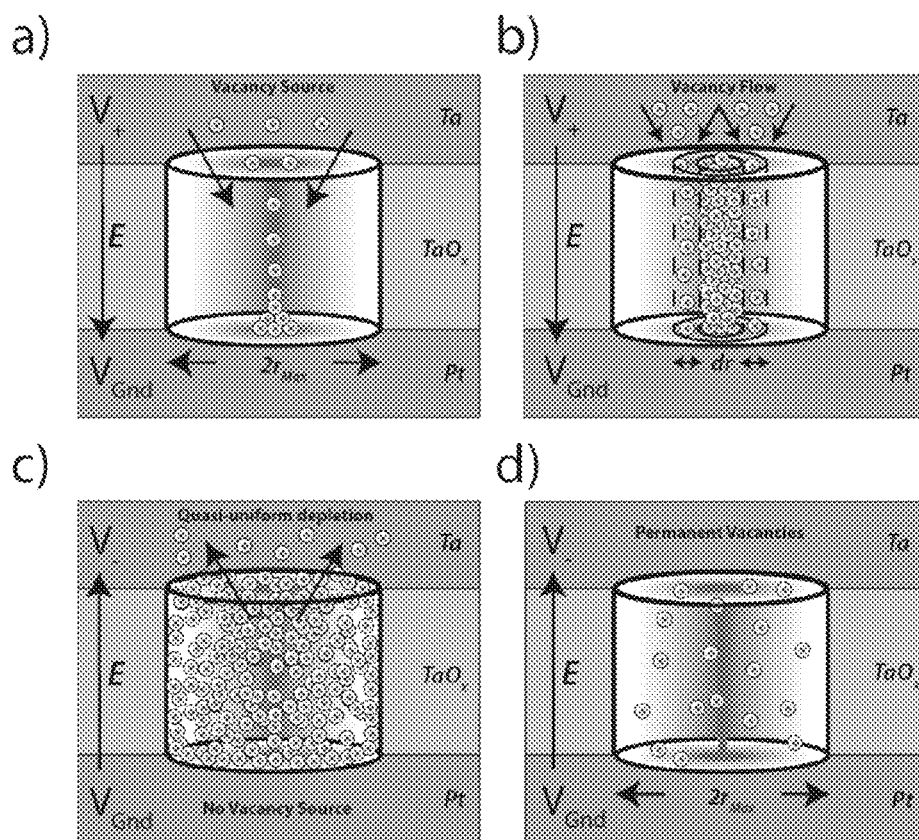 a)
Vacancy Source
V+
Ta
E
TaOx
2rMax
VGnd
Pt
b)
Vacancy Flow
V+
Ta
E
TaOx
dr
VGnd
Pt
c)
Quasi-uniform depletion
V-
Ta
E
TaOx
VGnd
No Vacancy Source
Pt
d)
Permanent Vacancies
V-
Ta
E
TaOx
2rMax
VGnd
Pt